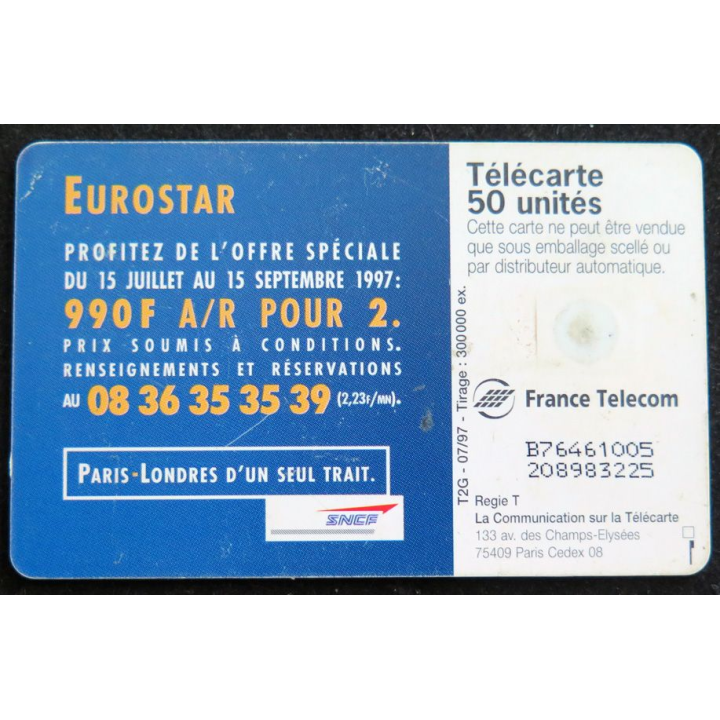 EUROSTAR
PROFITEZ DE L'OFFRE SPÉCIALE
DU 15 JUILLET AU 15 SEPTEMBRE 1997:
990F A/R POUR 2.
PRIX SOUMIS À CONDITIONS.
RENSEIGNEMENTS ET RÉSERVATIONS
AU 08 36 35 35 39 (2,23F/MN).
PARIS-LONDRES D'UN SEUL TRAIT.
SNCF
Télécarte
50 unités
Cette carte ne peut être vendue
que sous emballage scellé ou
par distributeur automatique.
T2G - 07/97 - Tirage : 300000 ex.
France Telecom
B76461005
208983225
Regie T
La Communication sur la Télécarte
133 av. des Champs-Elysées
75409 Paris Cedex 08